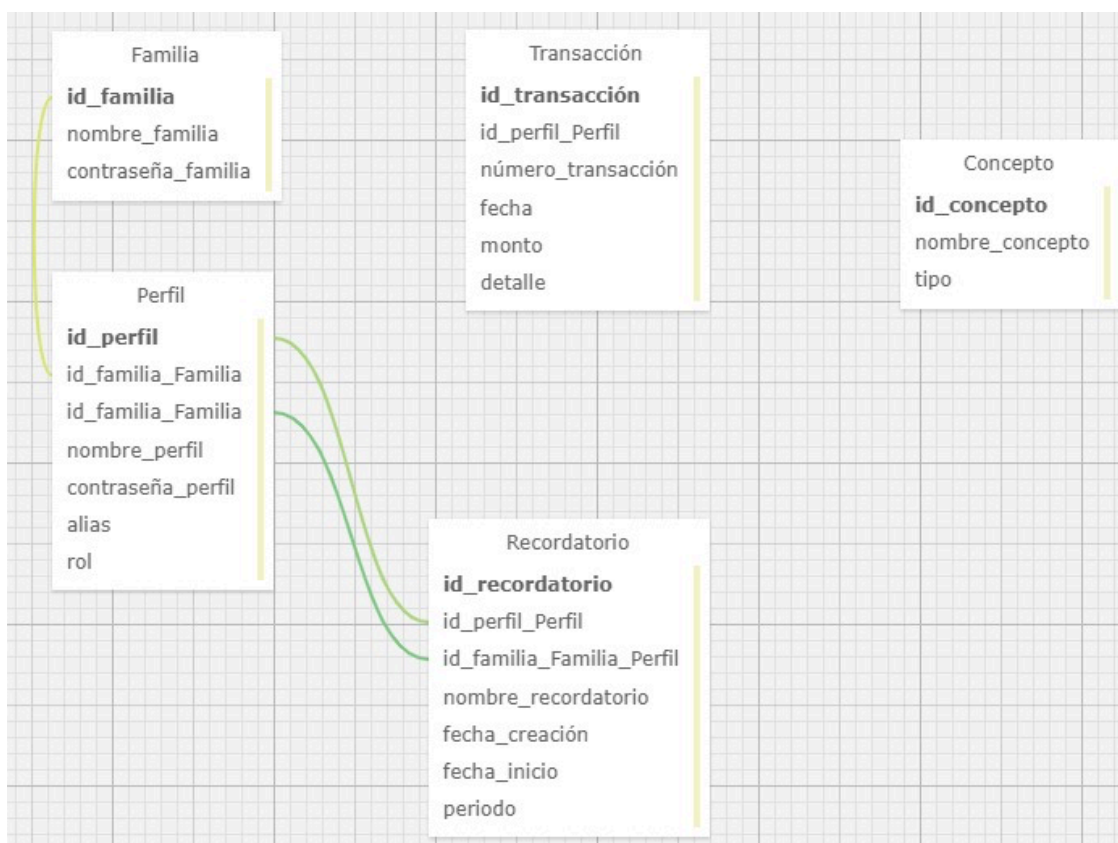 Familia
id_familia
nombre_familia
contraseña_familia
Perfil
id_perfil
id_familia_Familia
id_familia_Familia
nombre_perfil
contraseña_perfil
alias
rol
Transacción
id_transacción
id_perfil_Perfil
número_transacción
fecha
monto
detalle
Recordatorio
id_recordatorio
id_perfil_Perfil
id_familia_Familia_Perfil
nombre_recordatorio
fecha_creación
fecha_inicio
periodo
Concepto
id_concepto
nombre_concepto
tipo